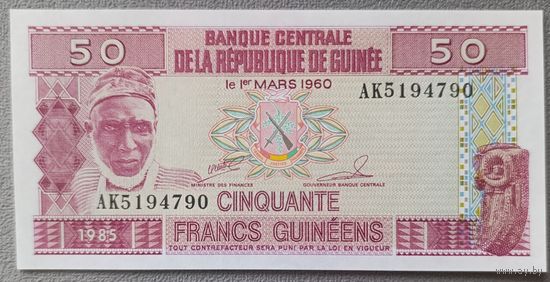 50 BANQUE CENTRALE 50
DE LA RÉPUBLIQUE DE GUINÉE
le 1er MARS 1960
AK5194790
MINISTRE DES FINANCES GOUVERNEUR BANQUE CENTRALE
AK5194790 CINQUANTE
1985 FRANCS GUINÉENS
TOUT CONTREFACTEUR SERA PUNI PAR LA LOI EN VIGUEUR